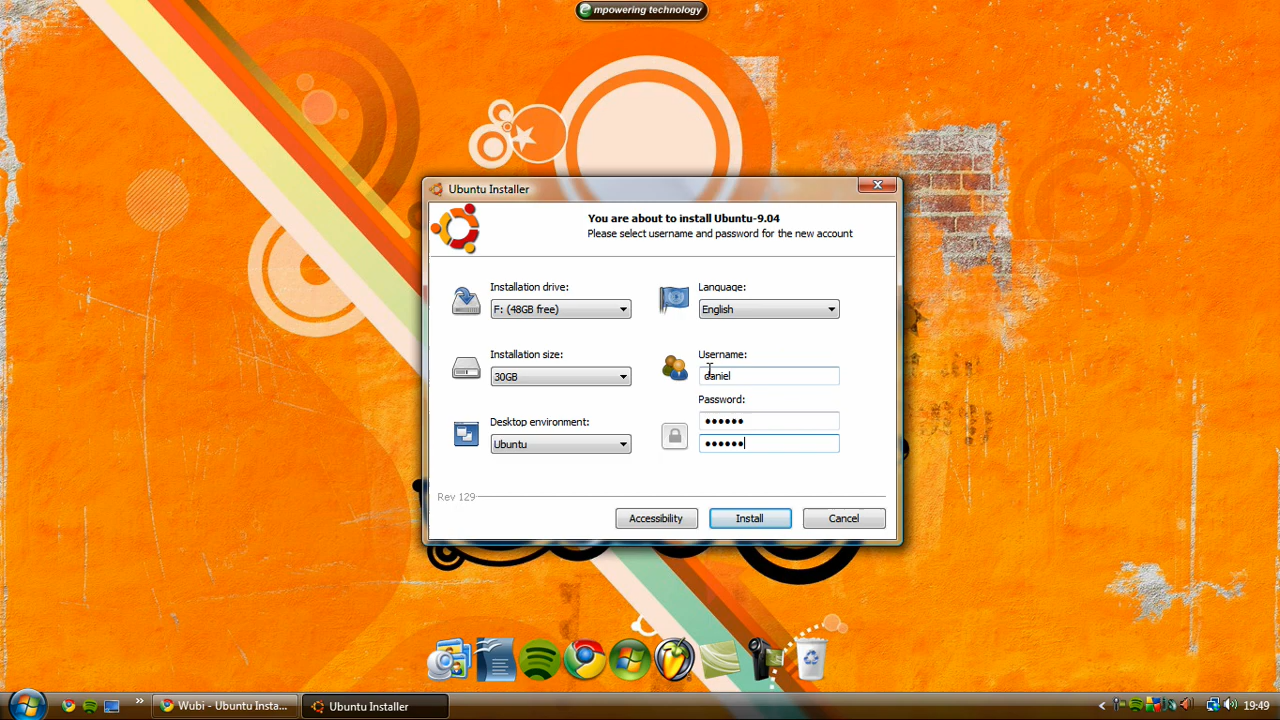 empowering technology
Ubuntu Installer
You are about to install Ubuntu-9.04
Please select username and password for the new account
Installation drive:
F: (48GB free)
Language:
English
Installation size:
30GB
Username:
daniel
Password:
••••••
••••••
Desktop environment:
Ubuntu
Rev 129
Accessibility
Install
Cancel
Wubi - Ubuntu Insta...
Ubuntu Installer
19:49